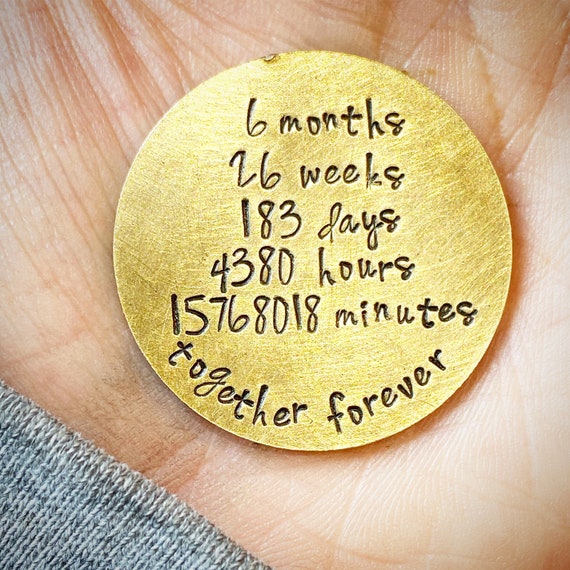 6 months
26 weeks
183 days
4380 hours
15768018 minutes
together forever